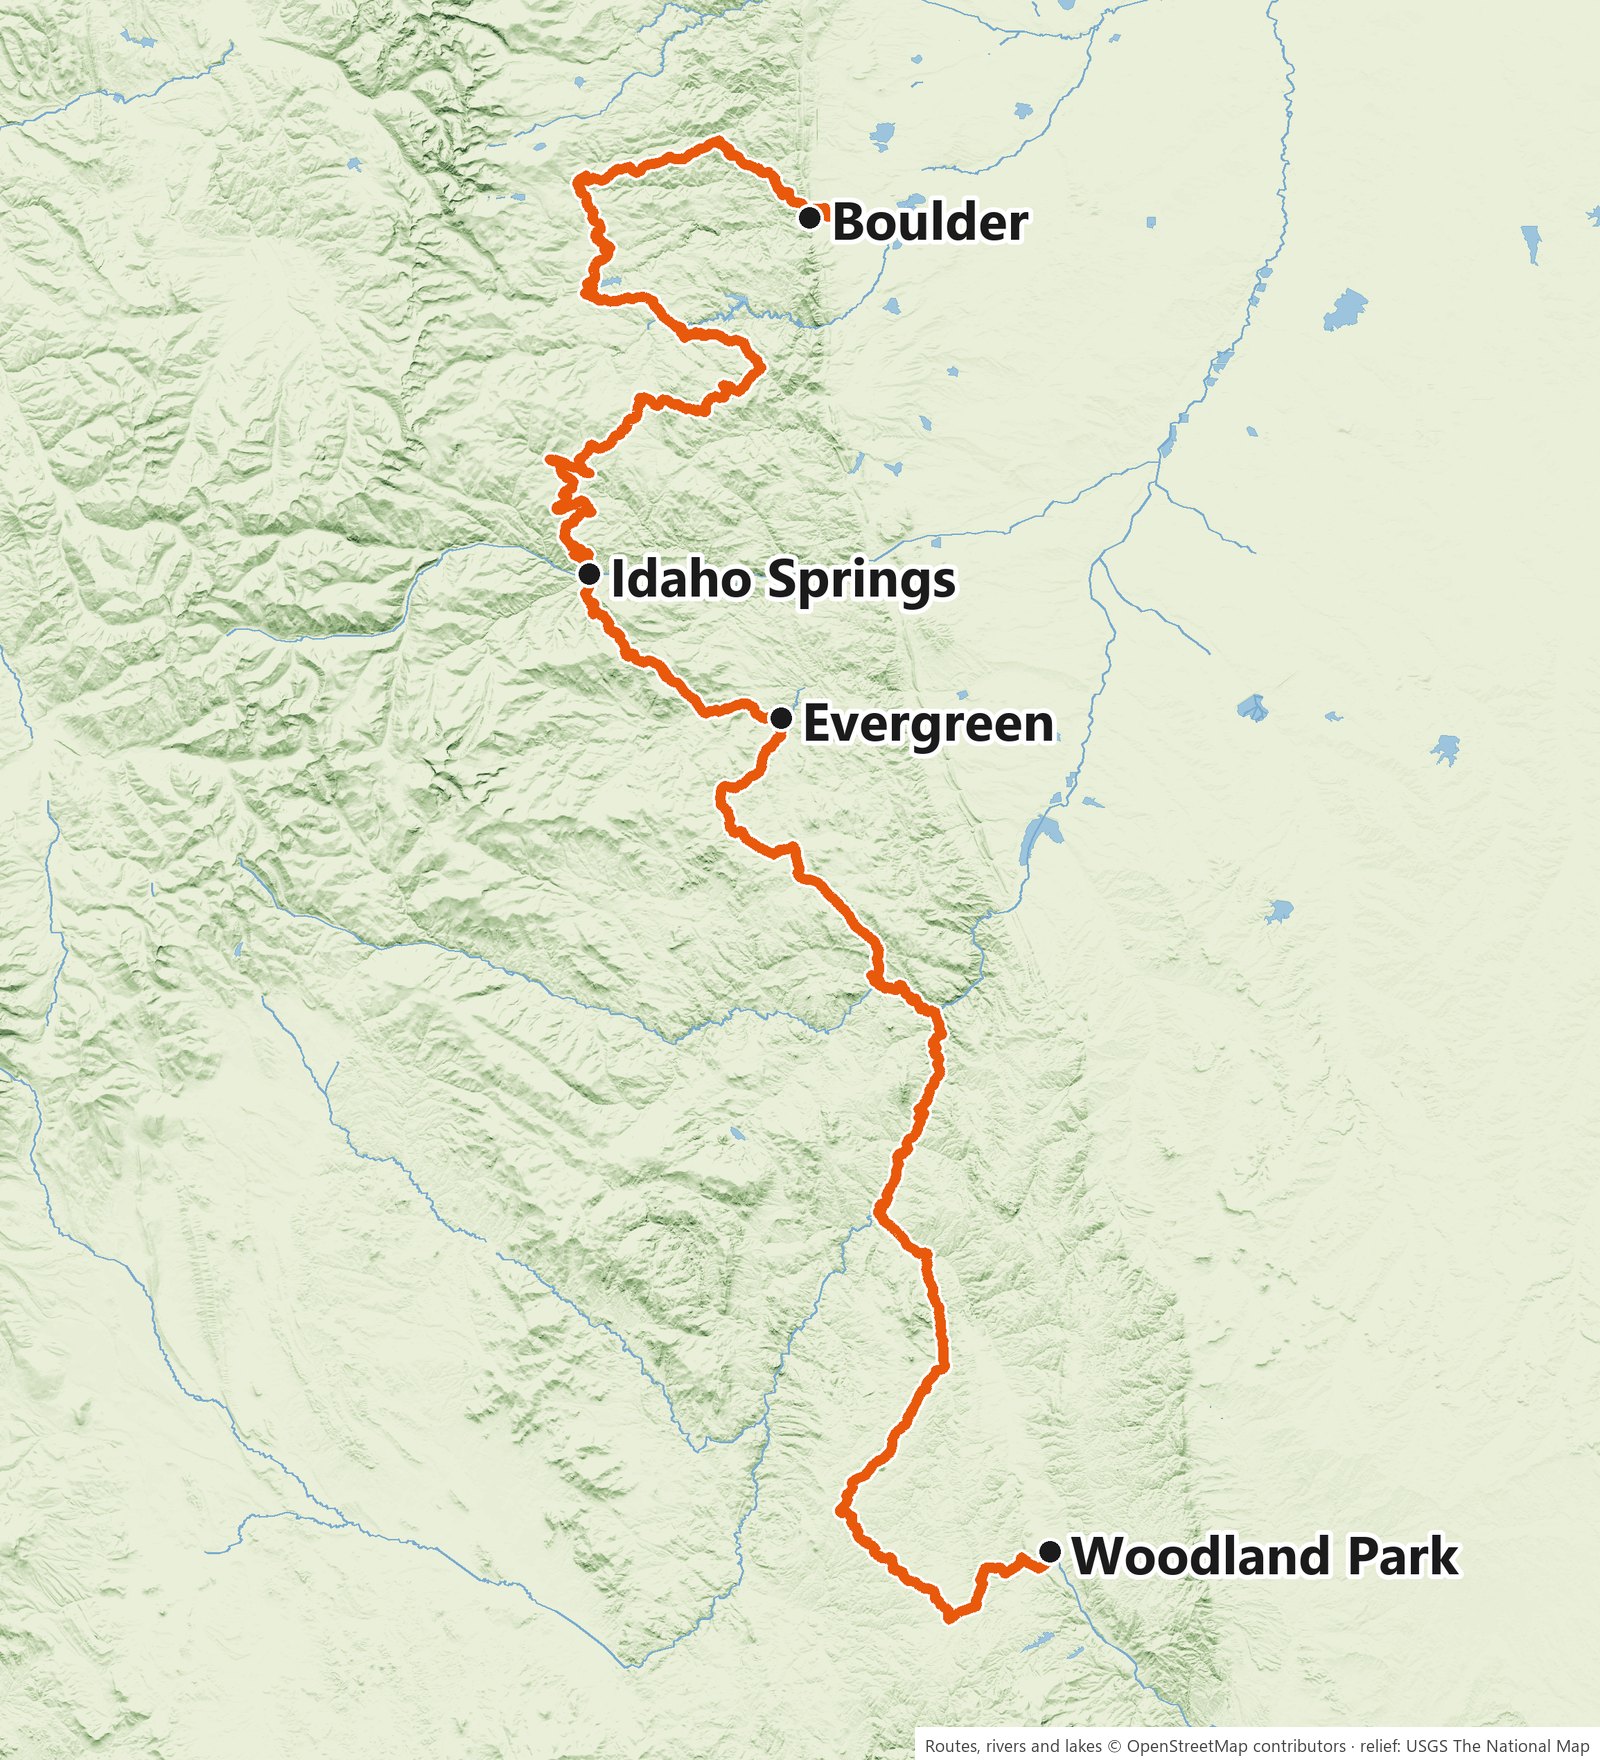 Boulder
Idaho Springs
Evergreen
Woodland Park
Routes, rivers and lakes © OpenStreetMap contributors · relief: USGS The National Map